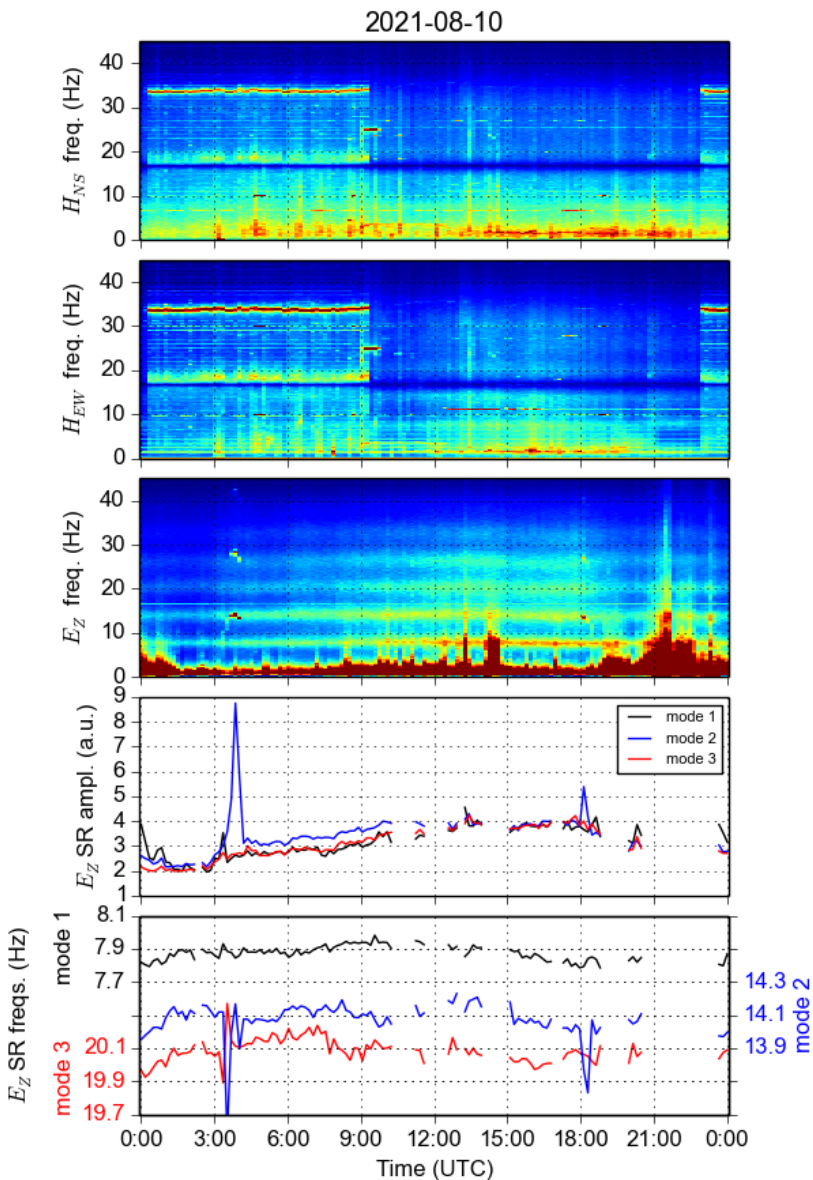 2021-08-10
H_NS freq. (Hz)
40
30
20
10
0
H_EW freq. (Hz)
40
30
20
10
0
E_Z freq. (Hz)
40
30
20
10
0
E_Z SR ampl. (a.u.)
9
8
7
6
5
4
3
2
1
mode 1
mode 2
mode 3
E_Z SR freqs. (Hz)
mode 1
8.1
7.9
7.7
mode 3
20.1
19.9
19.7
14.3
14.1
13.9
mode 2
0:00 3:00 6:00 9:00 12:00 15:00 18:00 21:00 0:00
Time (UTC)